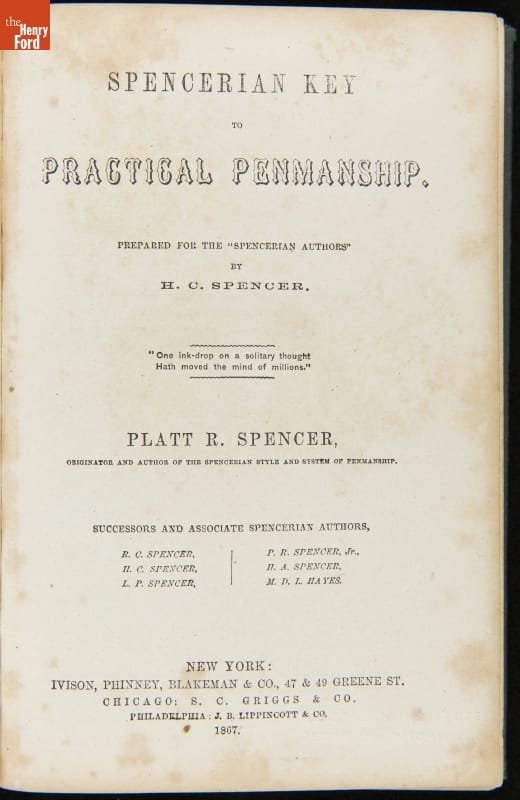 the
Henry
Ford
SPENCERIAN KEY
TO
PRACTICAL PENMANSHIP.
PREPARED FOR THE "SPENCERIAN AUTHORS"
BY
H. C. SPENCER.
"One ink-drop on a solitary thought
Hath moved the mind of millions."
PLATT R. SPENCER,
ORIGINATOR AND AUTHOR OF THE SPENCERIAN STYLE AND SYSTEM OF PENMANSHIP.
SUCCESSORS AND ASSOCIATE SPENCERIAN AUTHORS,
R. C. SPENCER,
H. C. SPENCER,
L. P. SPENCER,
P. R. SPENCER, Jr.,
H. A. SPENCER,
M. D. L. HAYES.
NEW YORK:
IVISON, PHINNEY, BLAKEMAN & CO., 47 & 49 GREENE ST.
CHICAGO: S. C. GRIGGS & CO.
PHILADELPHIA: J. B. LIPPINCOTT & CO.
1867.